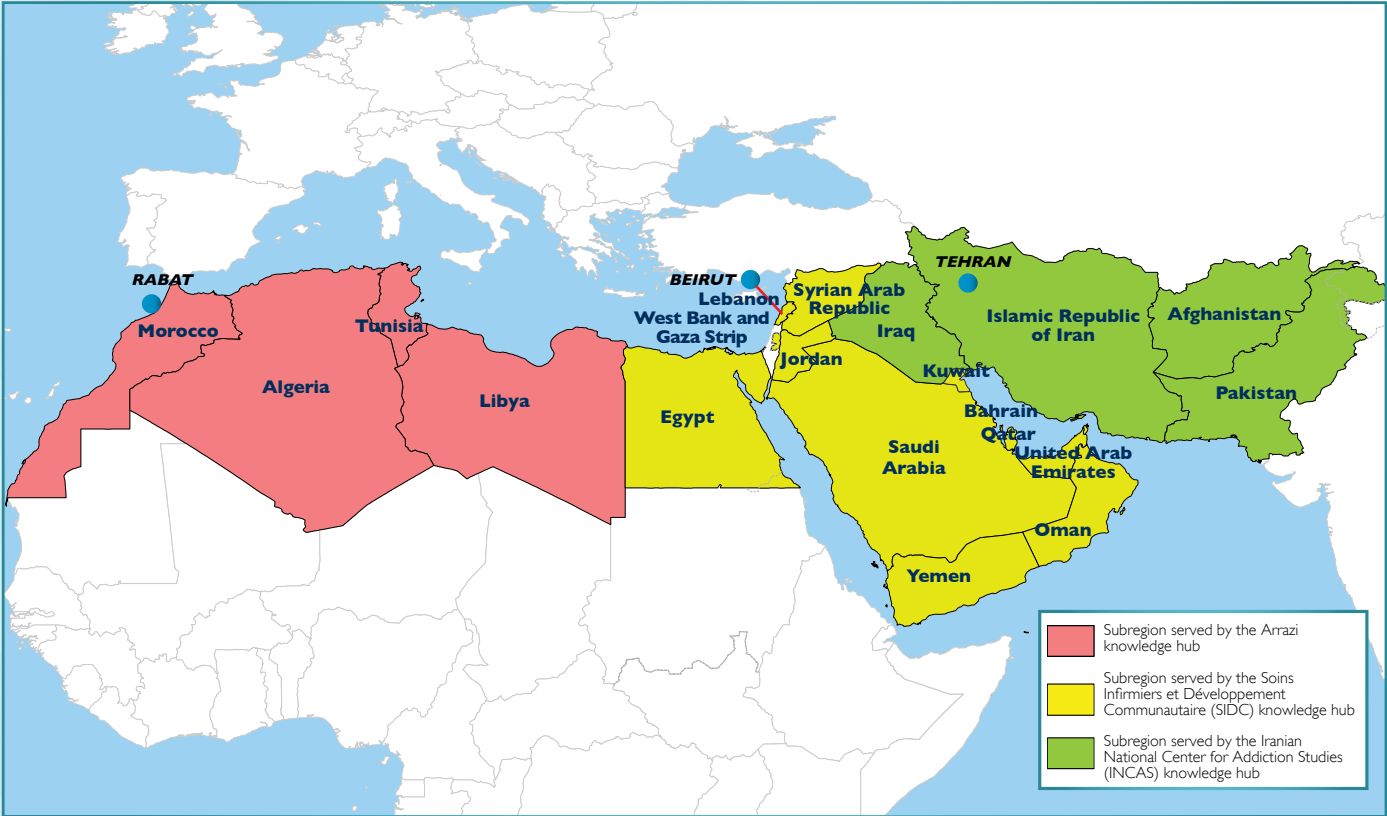 RABAT
Morocco
Algeria
Tunisia
Libya
Egypt
BEIRUT
Lebanon
West Bank and
Gaza Strip
Syrian Arab
Republic
Jordan
Iraq
Kuwait
Bahrain
Qatar
United Arab
Emirates
Saudi
Arabia
Oman
Yemen
TEHRAN
Islamic Republic
of Iran
Afghanistan
Pakistan
Subregion served by the Arrazi
knowledge hub
Subregion served by the Soins
Infirmiers et Développement
Communautaire (SIDC) knowledge hub
Subregion served by the Iranian
National Center for Addiction Studies
(INCAS) knowledge hub